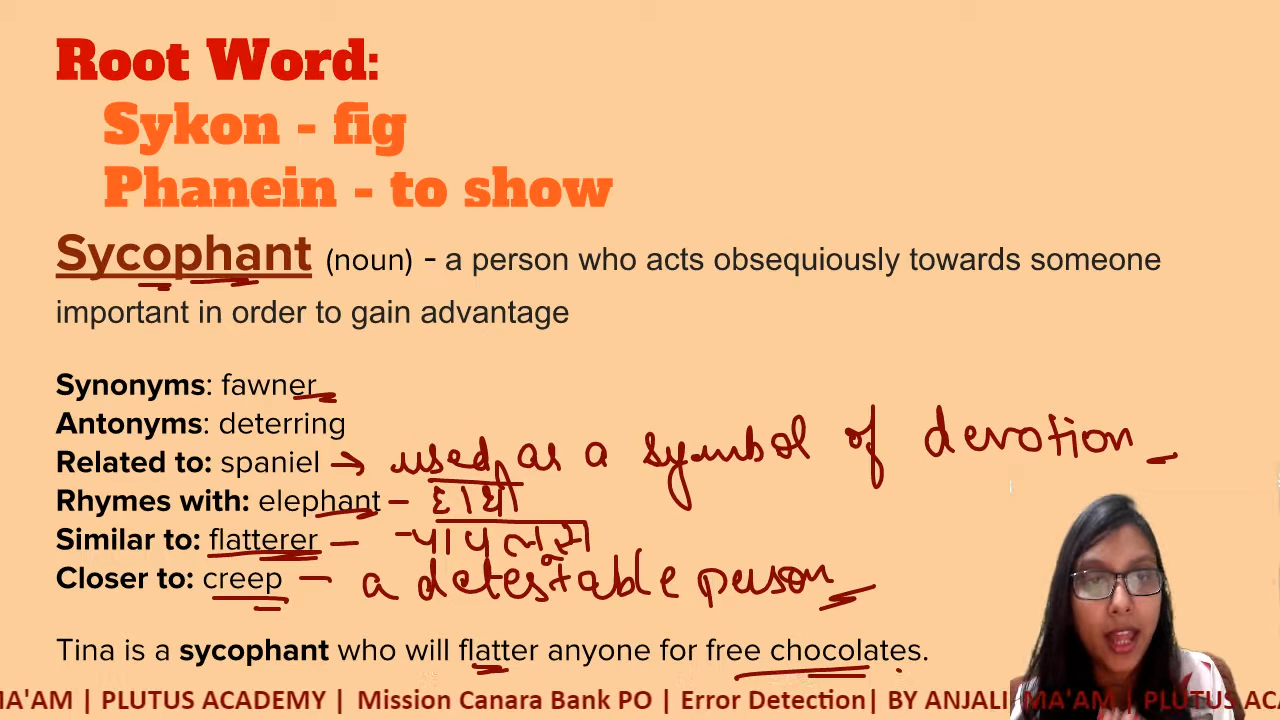 Root Word:
Sykon - fig
Phanein - to show
Sycophant (noun) - a person who acts obsequiously towards someone
important in order to gain advantage
Synonyms: fawner
Antonyms: deterring
Related to: spaniel → used as a symbol of devotion
Rhymes with: elephant - हाथी
Similar to: flatterer -
Closer to: creep - a detestable person
Tina is a sycophant who will flatter anyone for free chocolates.
MA'AM | PLUTUS ACADEMY | Mission Canara Bank PO | Error Detection| BY ANJALI MA'AM | PLUTUS ACA